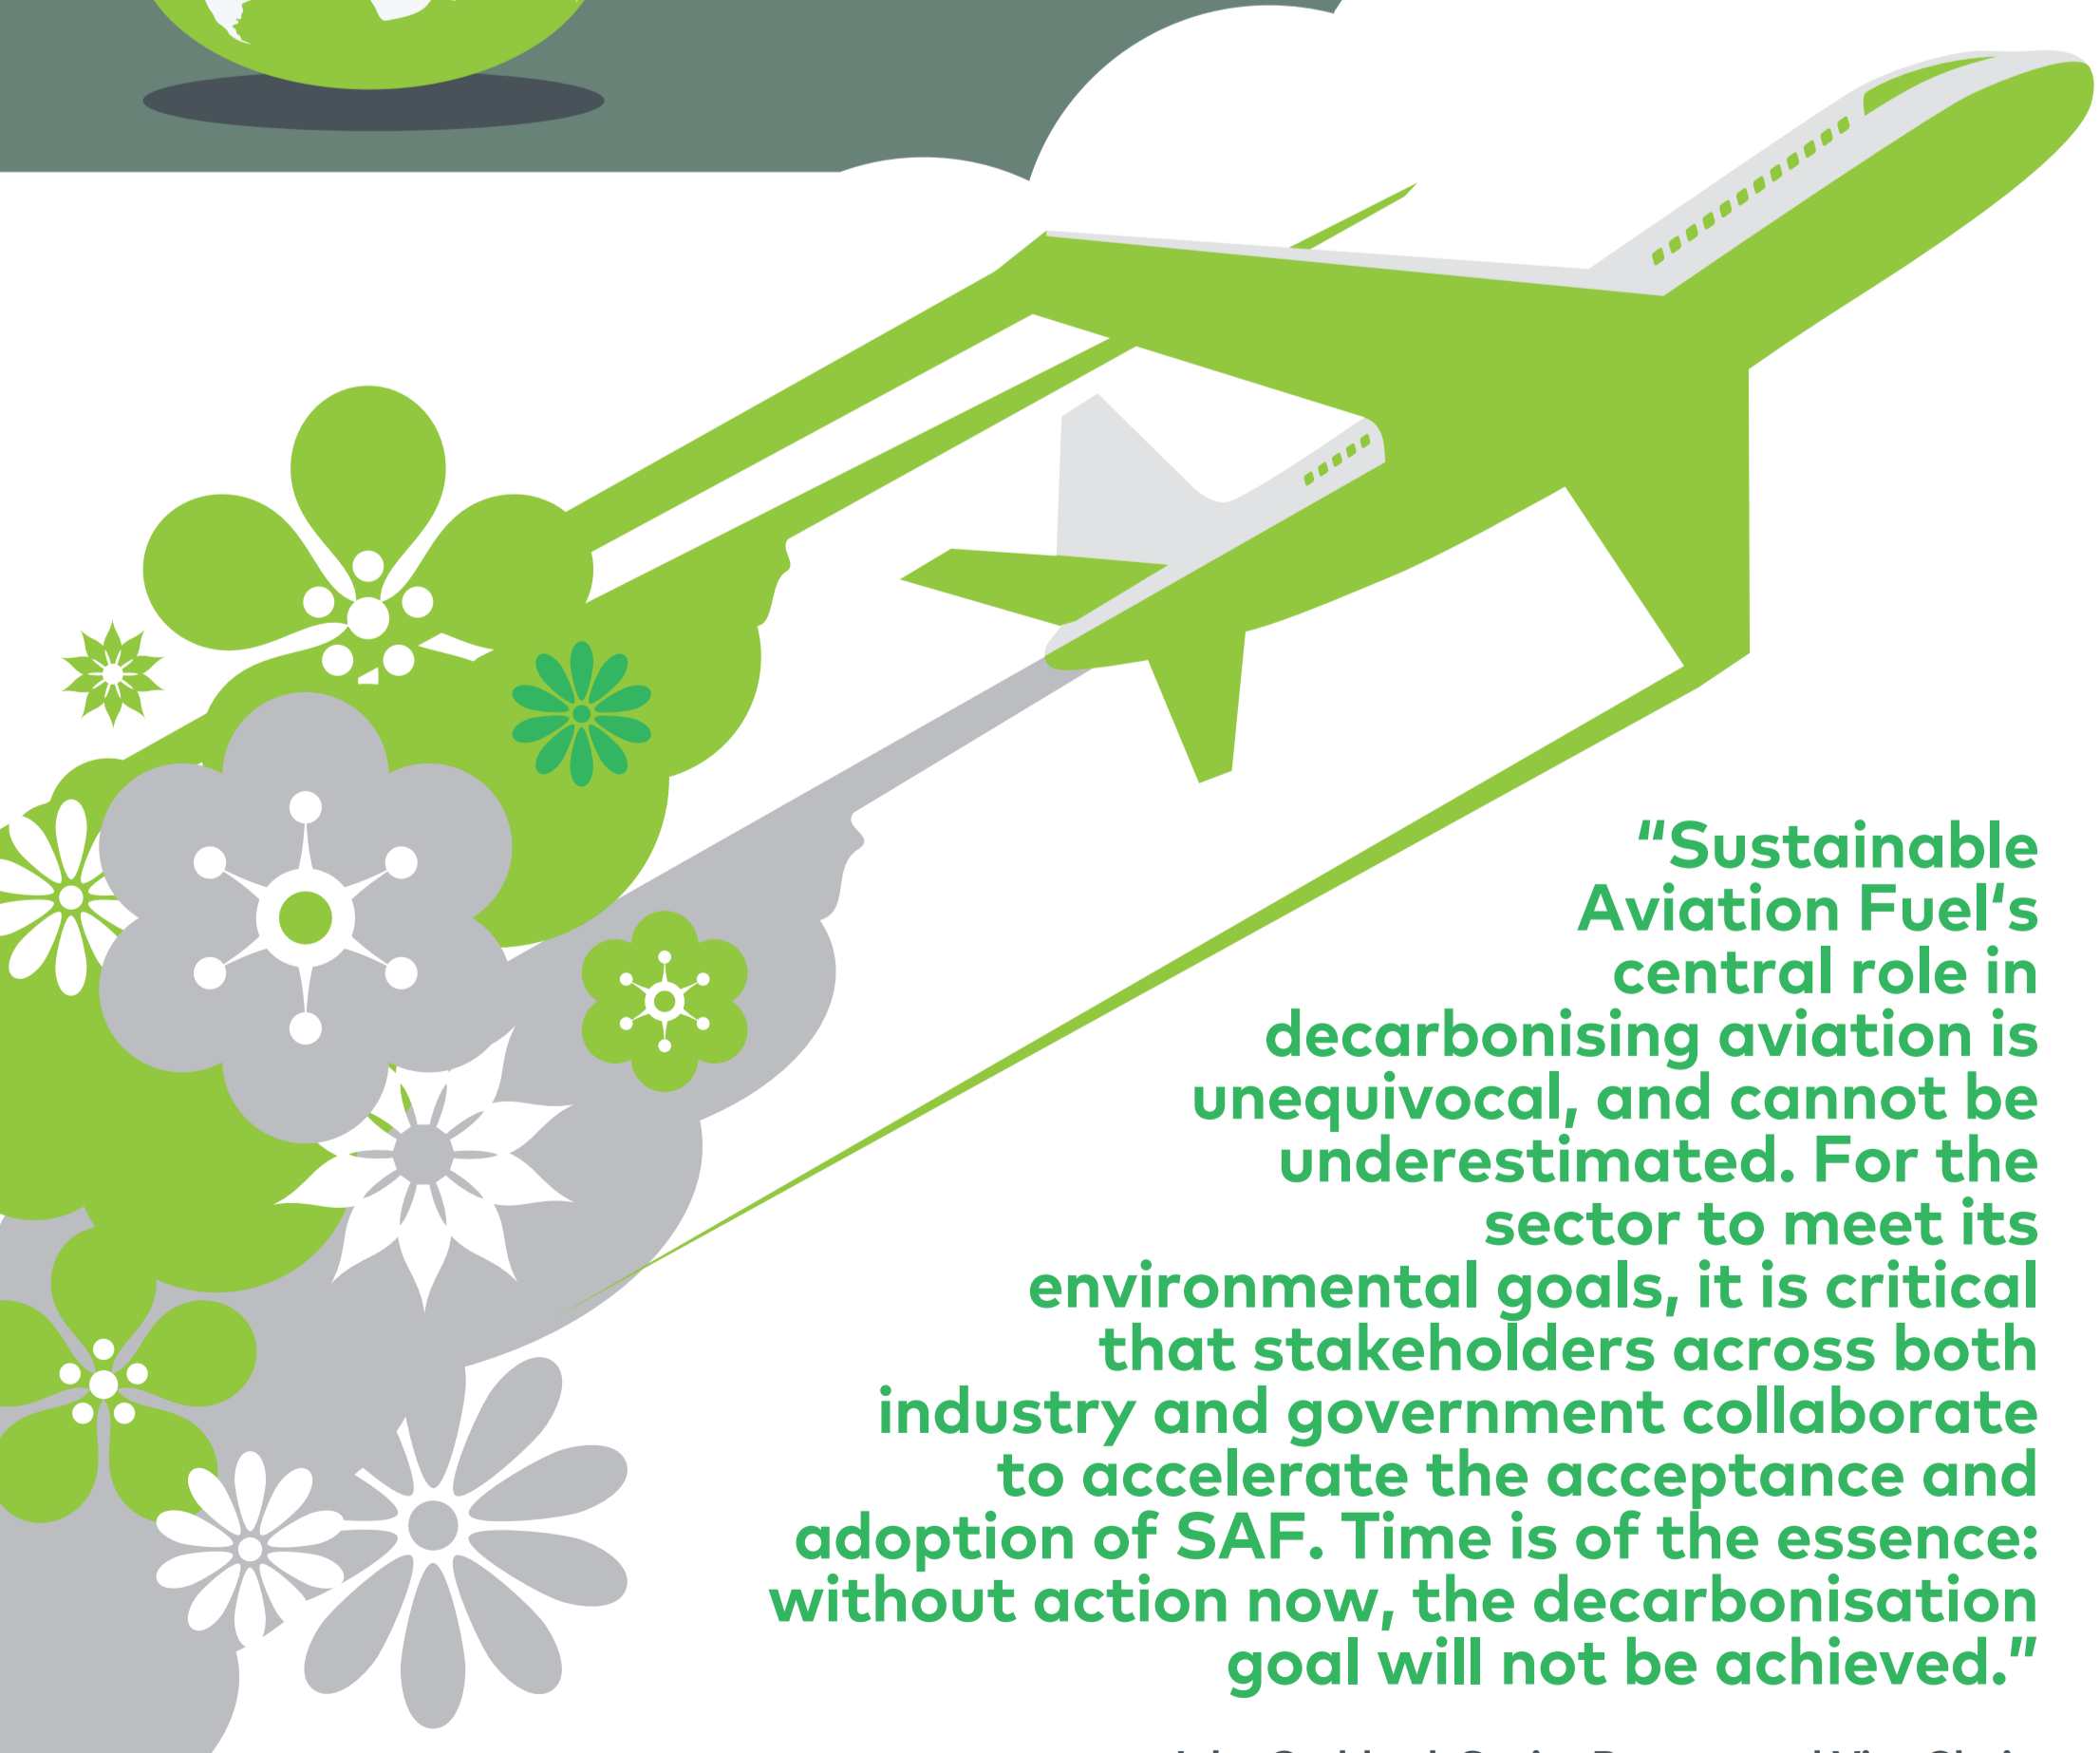 "Sustainable
Aviation Fuel's
central role in
decarbonising aviation is
unequivocal, and cannot be
underestimated. For the
sector to meet its
environmental goals, it is critical
that stakeholders across both
industry and government collaborate
to accelerate the acceptance and
adoption of SAF. Time is of the essence:
without action now, the decarbonisation
goal will not be achieved."